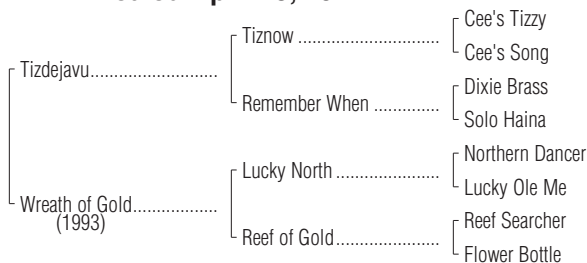 Cee's Tizzy
Tiznow
Cee's Song
Tizdejavu
Dixie Brass
Remember When
Solo Haina
Northern Dancer
Lucky North
Lucky Ole Me
Wreath of Gold
(1993)
Reef Searcher
Reef of Gold
Flower Bottle